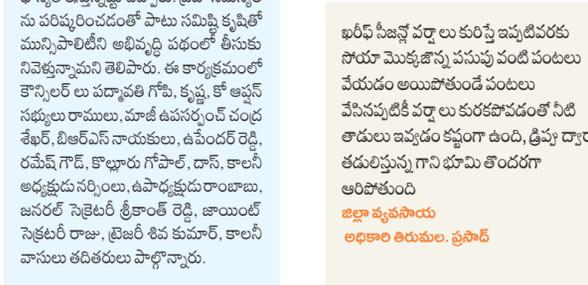 ను పరిష్కరించడంతో పాటు సమిష్టి కృషితో
మున్సిపాలిటీని అభివృద్ధి పథంలో తీసుకు
నివెళ్తున్నామని తెలిపారు. ఈ కార్యక్రమంలో
కౌన్సిలర్ లు పద్మావతి గోపి, కృష్ణ, కో ఆప్షన్
సభ్యులు రాములు,మాజీ ఉపసర్పంచ్ చంద్ర
శేఖర్,బిఆర్ఎస్ నాయకులు, ఉపేందర్ రెడ్డి,
రమేష్ గౌడ్, కొల్లూరు గోపాల్, దాస్, కాలనీ
అధ్యక్షుడు నర్సింలు,ఉపాధ్యక్షుడు రాంబాబు,
జనరల్ సెక్రెటరీ శ్రీకాంత్ రెడ్డి, జాయింట్
సెక్రటరీ రాజు, ట్రెజరీ శివ కుమార్, కాలనీ
వాసులు తదితరులు పాల్గొన్నారు.
ఖరీఫ్ సీజన్లో వర్షాలు కురిస్తే ఇప్పటివరకు
సోయా మొక్కజొన్న పసుపు వంటి పంటలు
వేయడం అయిపోతుండే పంటలు
వేసినప్పటికీ వర్షాలు కురకపోవడంతో నీటి
తాడులు ఇవ్వడం కష్టంగా ఉంది, డ్రిప్పు ద్వార
తడులిస్తున్న గాని భూమి తొందరగా
ఆరిపోతుంది
జిల్లా వ్యవసాయ
అధికారి తిరుమల. ప్రసాద్